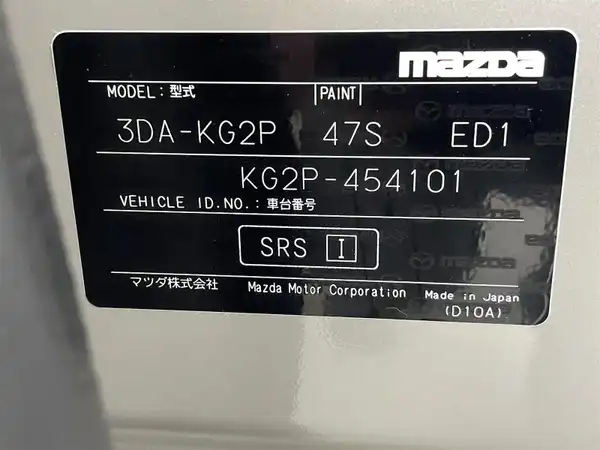 mazda
MODEL: 型式 PAINT
3DA-KG2P 47S ED1
KG2P-454101
VEHICLE ID.NO.: 車台番号
SRS I
マツダ株式会社 Mazda Motor Corporation Made in Japan
(D10A)